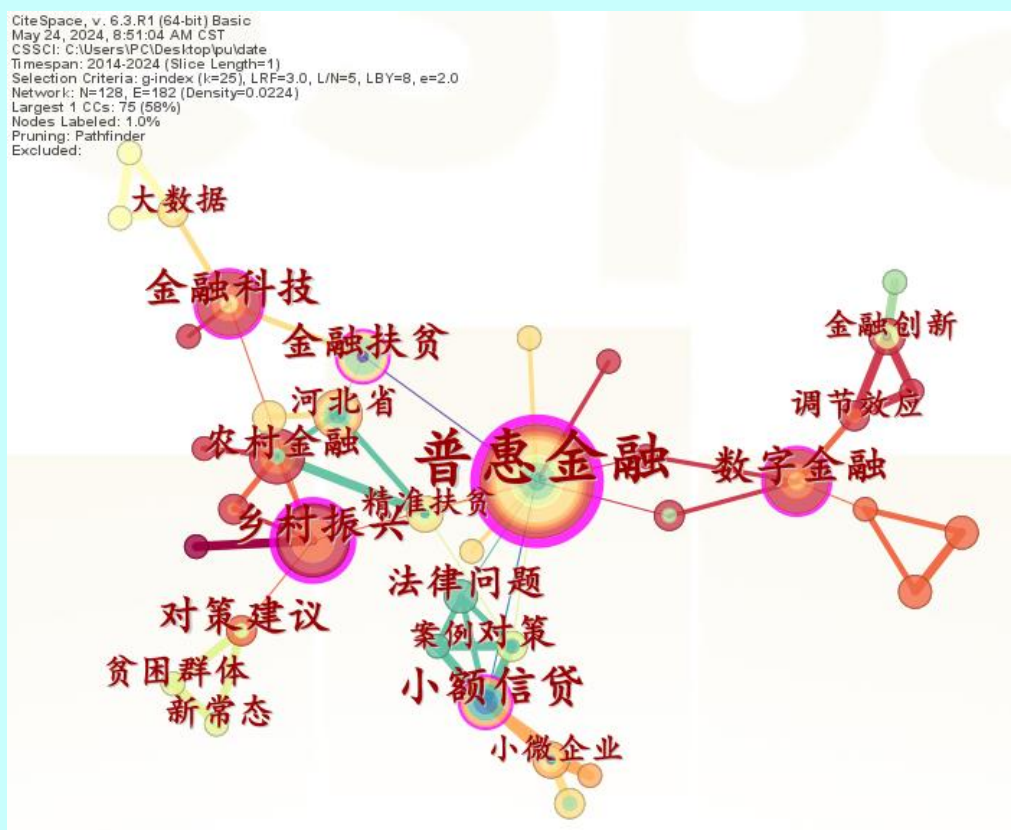 CiteSpace, v. 6.3.R1 (64-bit) Basic
May 24, 2024, 8:51:04 AM CST
CSSCI: C:\Users\PC\Desktop\pu\date
Timespan: 2014-2024 (Slice Length=1)
Selection Criteria: g-index (k=25), LRF=3.0, L/N=5, LBY=8, e=2.0
Network: N=128, E=182 (Density=0.0224)
Largest 1 CCs: 75 (58%)
Nodes Labeled: 1.0%
Pruning: Pathfinder
Excluded:
大数据
金融科技
金融创新
金融扶贫
河北省
调节效应
农村金融
普惠金融
数字金融
精准扶贫
乡村振兴
法律问题
对策建议
案例对策
贫困群体
小额信贷
新常态
小微企业